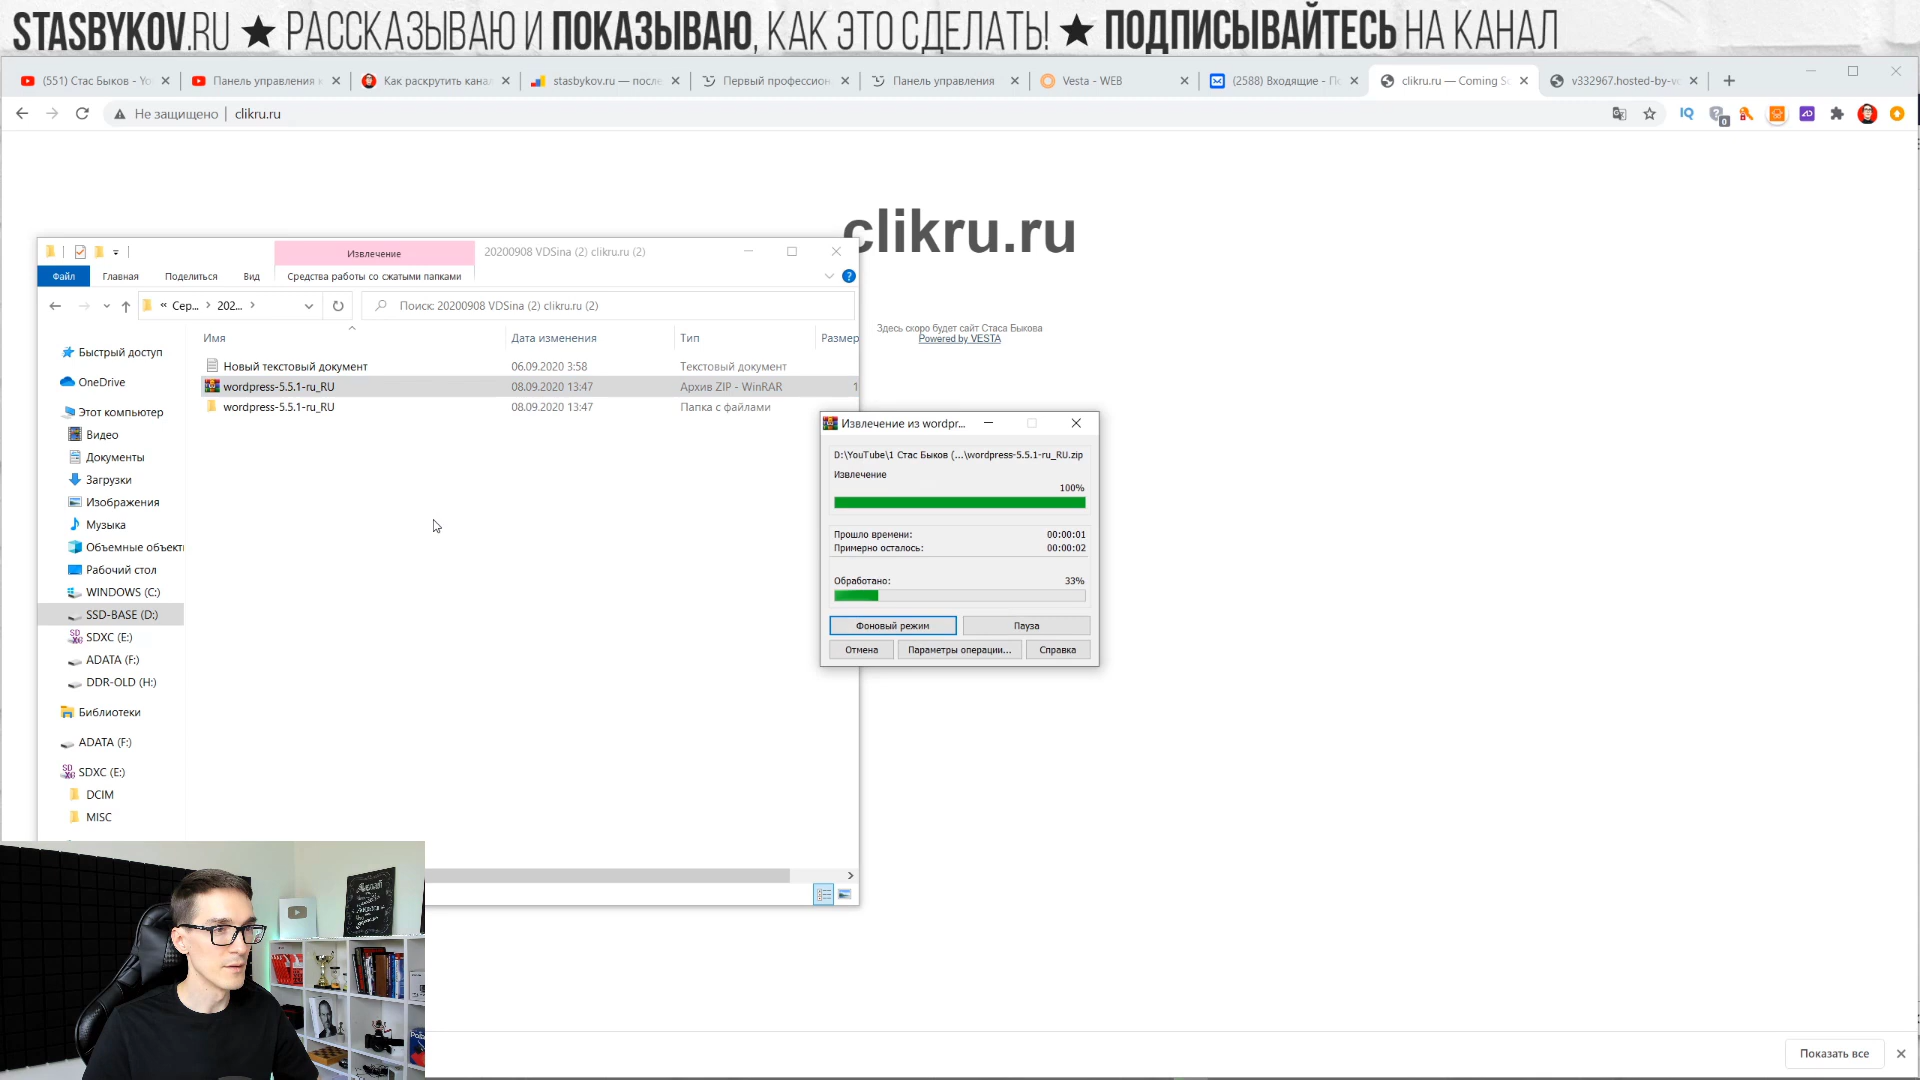 STASBYKOV.RU ★ РАССКАЗЫВАЮ И ПОКАЗЫВАЮ, КАК ЭТО СДЕЛАТЬ! ★ ПОДПИСЫВАЙТЕСЬ НА КАНАЛ
(551) Стас Быков - Yo
Панель управления
Как раскрутить кана
stasbykov.ru — посл
Первый профессион
Панель управления
Vesta - WEB
(2588) Входящие - П
clikru.ru — Coming So
v332967.hosted-by-v
Не защищено
clikru.ru
IQ
0
clikru.ru
Здесь скоро будет сайт Стаса Быкова
Powered by VESTA
Извлечение
20200908 VDSina (2) clikru.ru (2)
Файл
Главная
Поделиться
Вид
Средства работы со сжатыми папками
« Сер... › 202... ›
Поиск: 20200908 VDSina (2) clikru.ru (2)
Имя
Дата изменения
Тип
Размер
Новый текстовый документ
06.09.2020 3:58
Текстовый документ
wordpress-5.5.1-ru_RU
08.09.2020 13:47
Архив ZIP - WinRAR
1
wordpress-5.5.1-ru_RU
08.09.2020 13:47
Папка с файлами
Быстрый доступ
OneDrive
Этот компьютер
Видео
Документы
Загрузки
Изображения
Музыка
Объемные объект
Рабочий стол
WINDOWS (C:)
SSD-BASE (D:)
SDXC (E:)
ADATA (F:)
DDR-OLD (H:)
Библиотеки
ADATA (F:)
SDXC (E:)
DCIM
MISC
Извлечение из wordpr...
D:\YouTube\1 Стас Быков (...\wordpress-5.5.1-ru_RU.zip
Извлечение
100%
Прошло времени:
00:00:01
Примерно осталось:
00:00:02
Обработано:
33%
Фоновый режим
Пауза
Отмена
Параметры операции...
Справка
Показать все